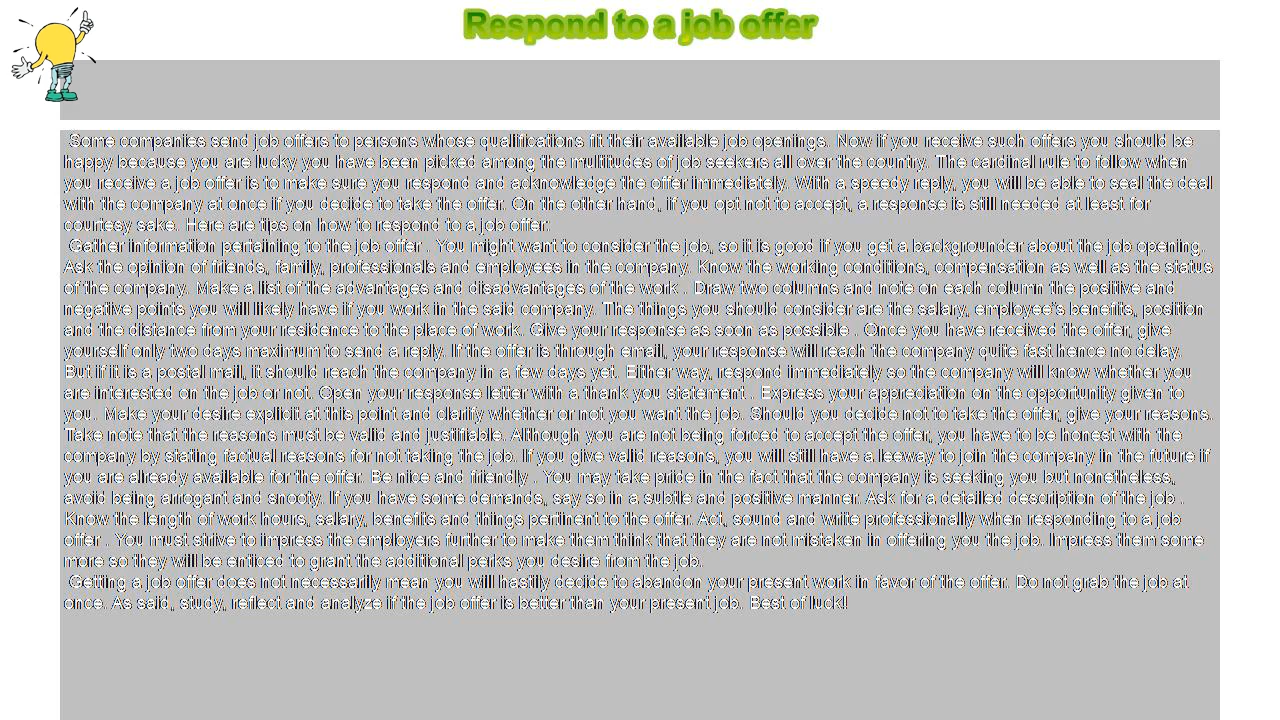 Respond to a job offer
Some companies send job offers to persons whose qualifications fit their available job openings. Now if you receive such offers you should be
happy because you are lucky you have been picked among the multitudes of job seekers all over the country. The cardinal rule to follow when
you receive a job offer is to make sure you respond and acknowledge the offer immediately. With a speedy reply, you will be able to seal the deal
with the company at once if you decide to take the offer. On the other hand, if you opt not to accept, a response is still needed at least for
courtesy sake. Here are tips on how to respond to a job offer:
Gather information pertaining to the job offer . You might want to consider the job, so it is good if you get a backgrounder about the job opening.
Ask the opinion of friends, family, professionals and employees in the company. Know the working conditions, compensation as well as the status
of the company. Make a list of the advantages and disadvantages of the work . Draw two columns and note on each column the positive and
negative points you will likely have if you work in the said company. The things you should consider are the salary, employee's benefits, position
and the distance from your residence to the place of work. Give your response as soon as possible . Once you have received the offer, give
yourself only two days maximum to send a reply. If the offer is through email, your response will reach the company quite fast hence no delay.
But if it is a postal mail, it should reach the company in a few days yet. Either way, respond immediately so the company will know whether you
are interested on the job or not. Open your response letter with a thank you statement . Express your appreciation on the opportunity given to
you. Make your desire explicit at this point and clarify whether or not you want the job. Should you decide not to take the offer, give your reasons.
Take note that the reasons must be valid and justifiable. Although you are not being forced to accept the offer, you have to be honest with the
company by stating factual reasons for not taking the job. If you give valid reasons, you will still have a leeway to join the company in the future if
you are already available for the offer. Be nice and friendly . You may take pride in the fact that the company is seeking you but nonetheless,
avoid being arrogant and snooty. If you have some demands, say so in a subtle and positive manner. Ask for a detailed description of the job .
Know the length of work hours, salary, benefits and things pertinent to the offer. Act, sound and write professionally when responding to a job
offer . You must strive to impress the employers further to make them think that they are not mistaken in offering you the job. Impress them some
more so they will be enticed to grant the additional perks you desire from the job.
Getting a job offer does not necessarily mean you will hastily decide to abandon your present work in favor of the offer. Do not grab the job at
once. As said, study, reflect and analyze if the job offer is better than your present job. Best of luck!